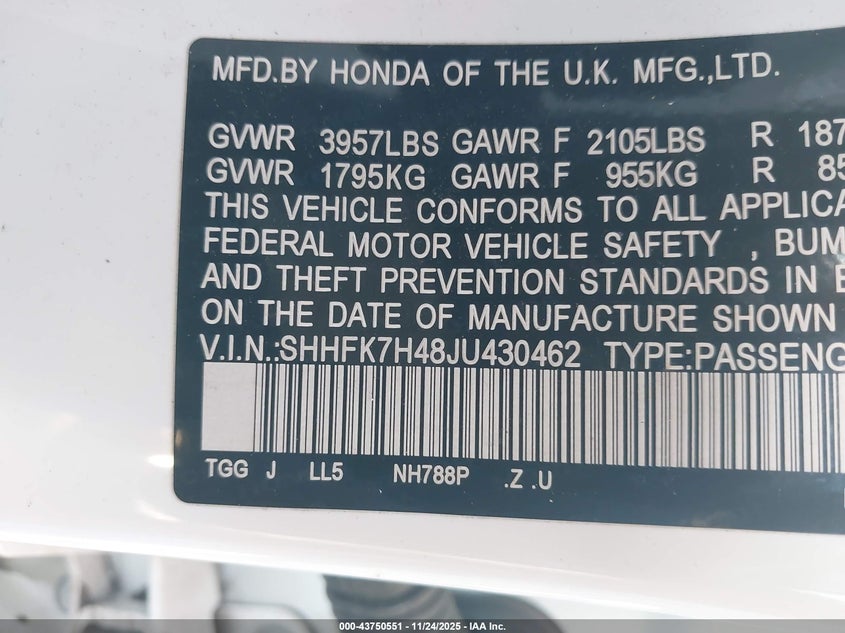 MFD.BY HONDA OF THE U.K. MFG.,LTD.
GVWR 3957LBS GAWR F 2105LBS R 187
GVWR 1795KG GAWR F 955KG R 85
THIS VEHICLE CONFORMS TO ALL APPLICA
FEDERAL MOTOR VEHICLE SAFETY , BUM
AND THEFT PREVENTION STANDARDS IN E
ON THE DATE OF MANUFACTURE SHOWN
V.I.N.:SHHFK7H48JU430462 TYPE:PASSENG
TGG J LL5 NH788P .Z .U
000-43750551 - 11/24/2025 - IAA Inc.